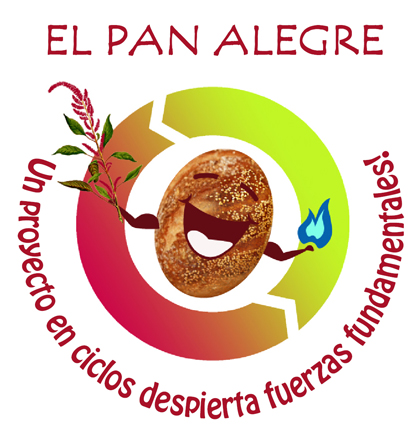 EL PAN ALEGRE
Un proyecto en ciclos despierta fuerzas fundamentales!